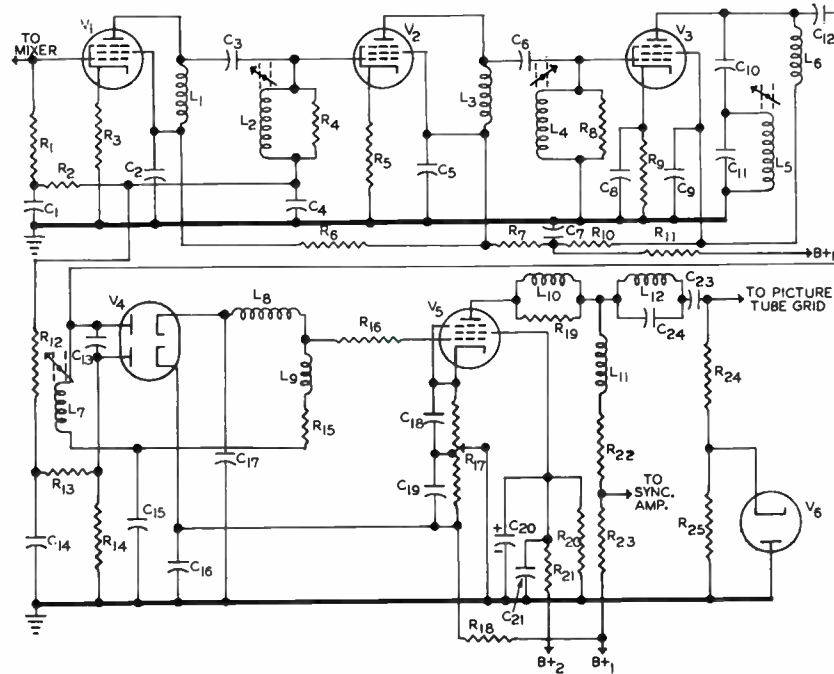 TO MIXER
V1
V2
V3
C3
C6
C12
L6
C10
L1
L2
R4
L3
L4
R8
L5
R1
R3
R5
R9
C11
R2
C2
C5
C8
C9
C1
C4
R6
R7
C7
R10
R11
B+1
V4
L8
V5
L10
L12
C23
TO PICTURE TUBE GRID
R19
C24
R12
C13
R16
L11
R24
L7
L9
R15
C18
R22
R13
C17
R17
TO SYNC. AMP.
V6
C19
C15
C14
R14
C16
+
-
C20
R20
R23
R25
R21
C21
R18
B+2
B+1